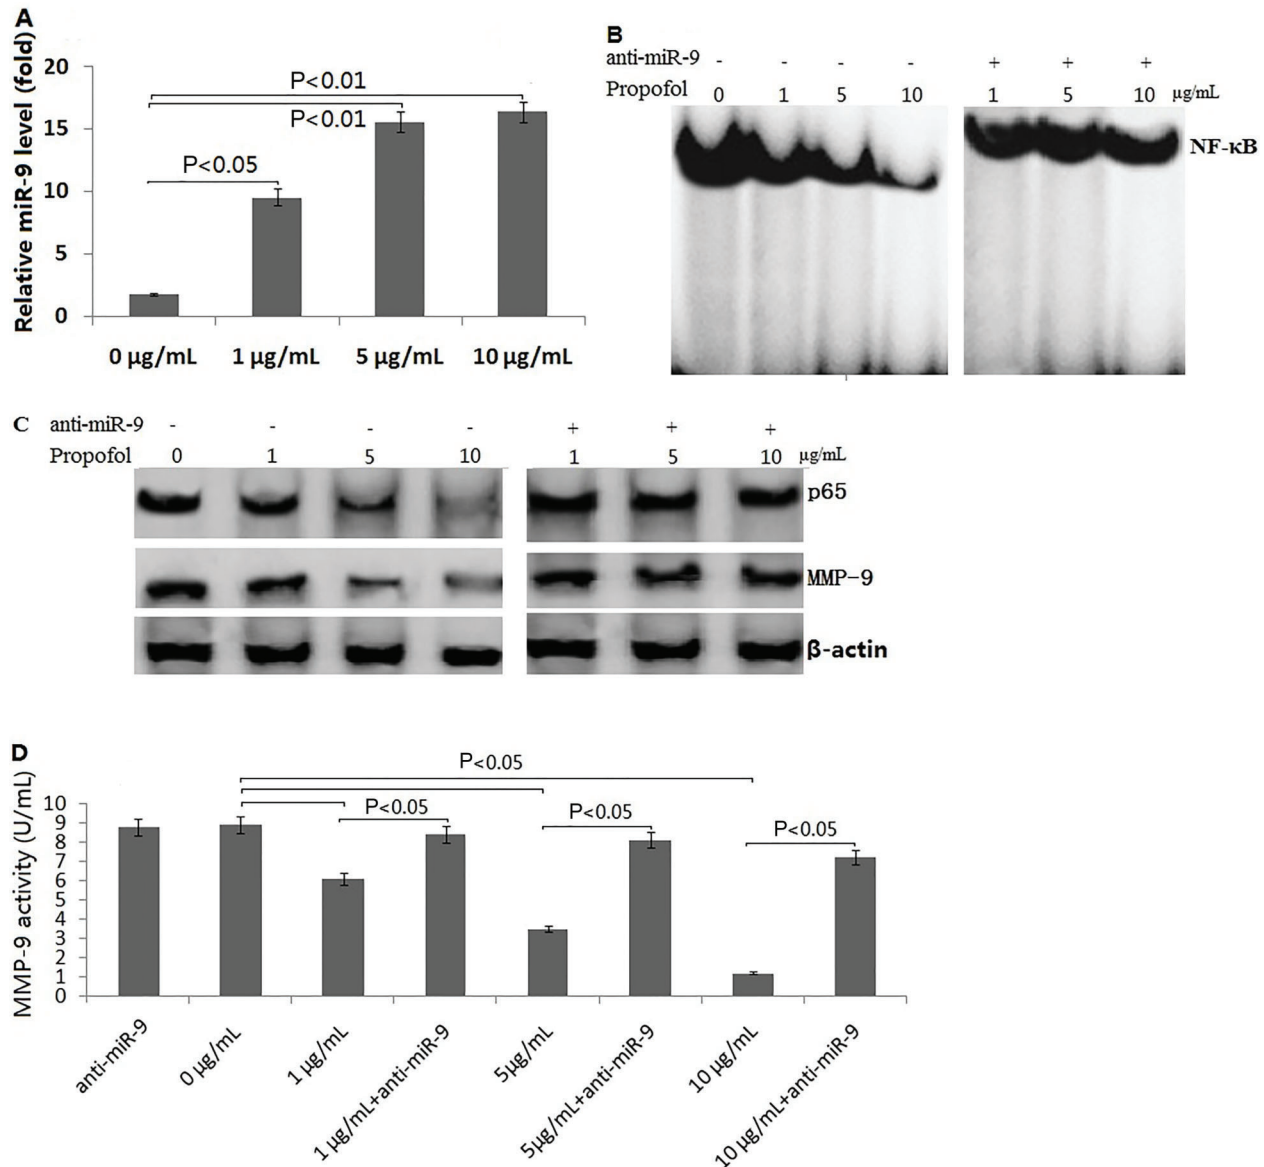 A
Relative miR-9 level (fold)
20
15
10
5
0
P<0.01
P<0.01
P<0.05
0 µg/mL 1 µg/mL 5 µg/mL 10 µg/mL
B
anti-miR-9 - - - - + + +
Propofol 0 1 5 10 1 5 10 µg/mL
NF-κB
C anti-miR-9 - - - - + + +
Propofol 0 1 5 10 1 5 10 µg/mL
p65
MMP-9
β-actin
D
MMP-9 activity (U/mL)
10
9
8
7
6
5
4
3
2
1
0
P<0.05
P<0.05
P<0.05
P<0.05
anti-miR-9
0 µg/mL
1 µg/mL
1 µg/mL+anti-miR-9
5µg/mL
5µg/mL+anti-miR-9
10 µg/mL
10 µg/mL+anti-miR-9